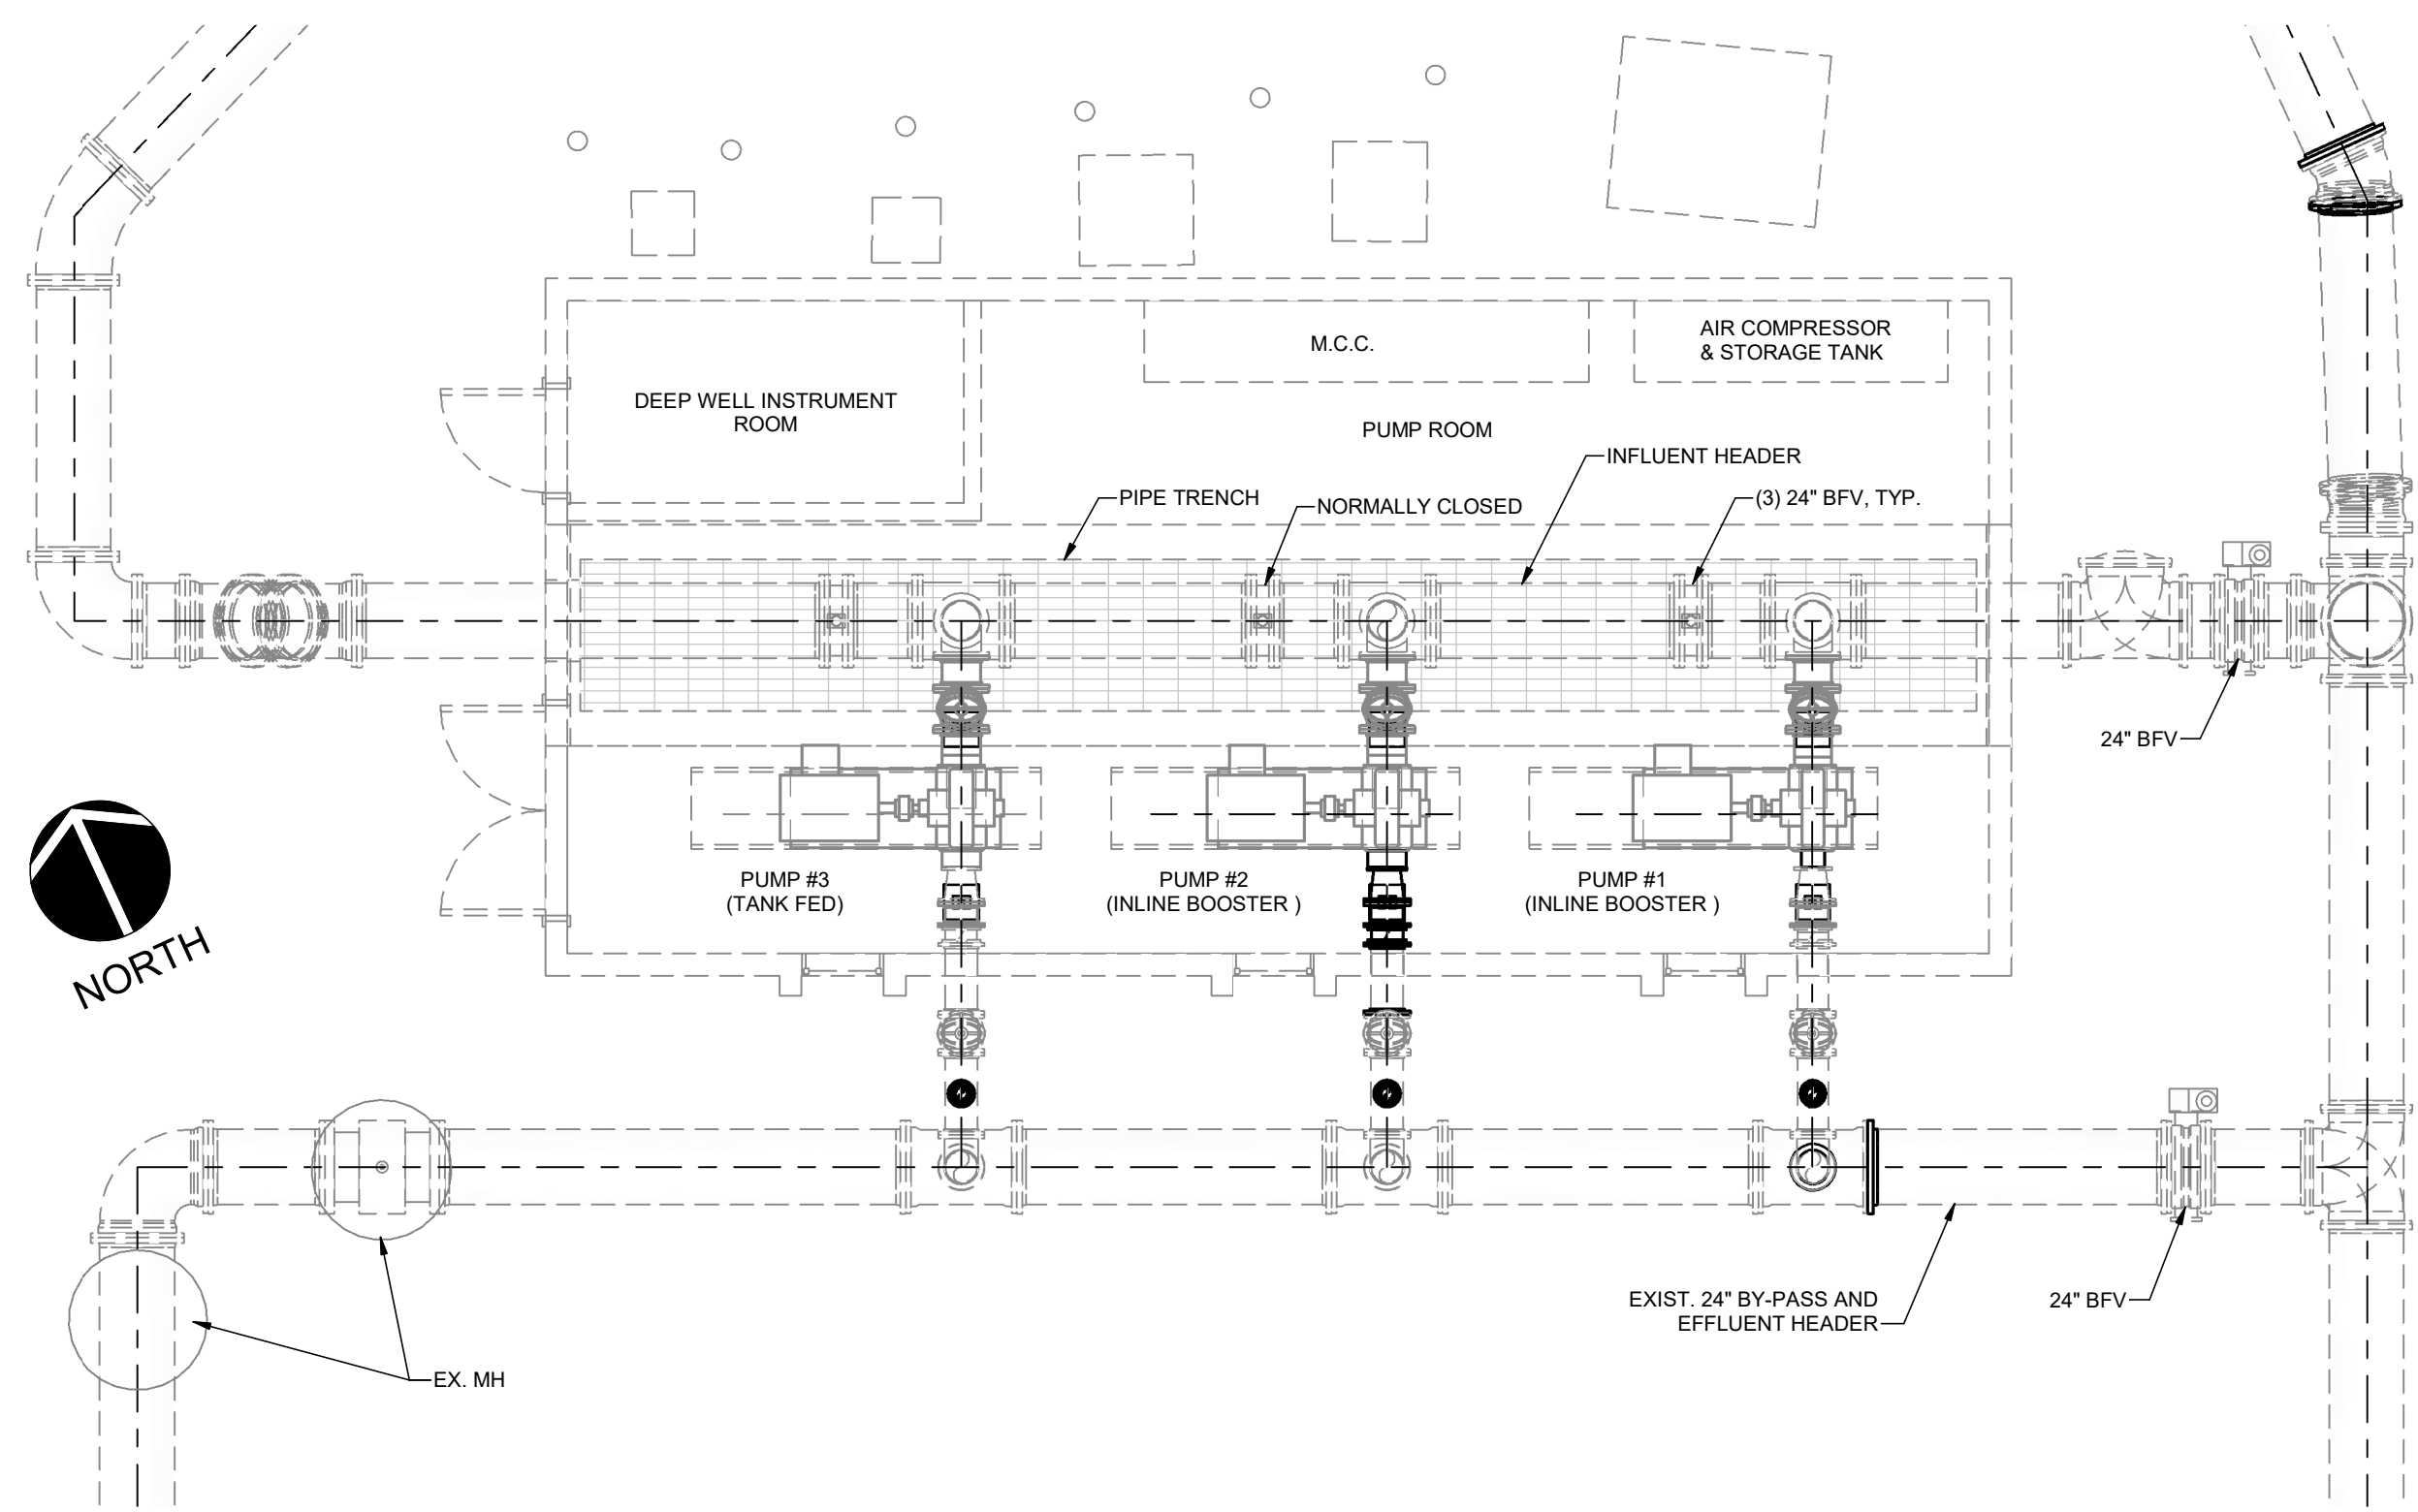 AIR COMPRESSOR
& STORAGE TANK
M.C.C.
DEEP WELL INSTRUMENT
ROOM
PUMP ROOM
INFLUENT HEADER
PIPE TRENCH
NORMALLY CLOSED
(3) 24" BFV, TYP.
24" BFV
PUMP #3
(TANK FED)
PUMP #2
(INLINE BOOSTER )
PUMP #1
(INLINE BOOSTER )
NORTH
EXIST. 24" BY-PASS AND
EFFLUENT HEADER
24" BFV
EX. MH